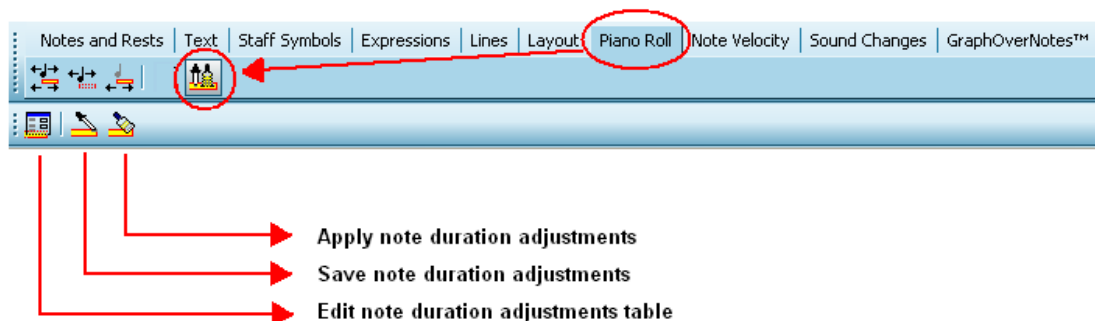 Notes and Rests | Text | Staff Symbols | Expressions | Lines | Layout | Piano Roll | Note Velocity | Sound Changes | GraphOverNotes™
Apply note duration adjustments
Save note duration adjustments
Edit note duration adjustments table